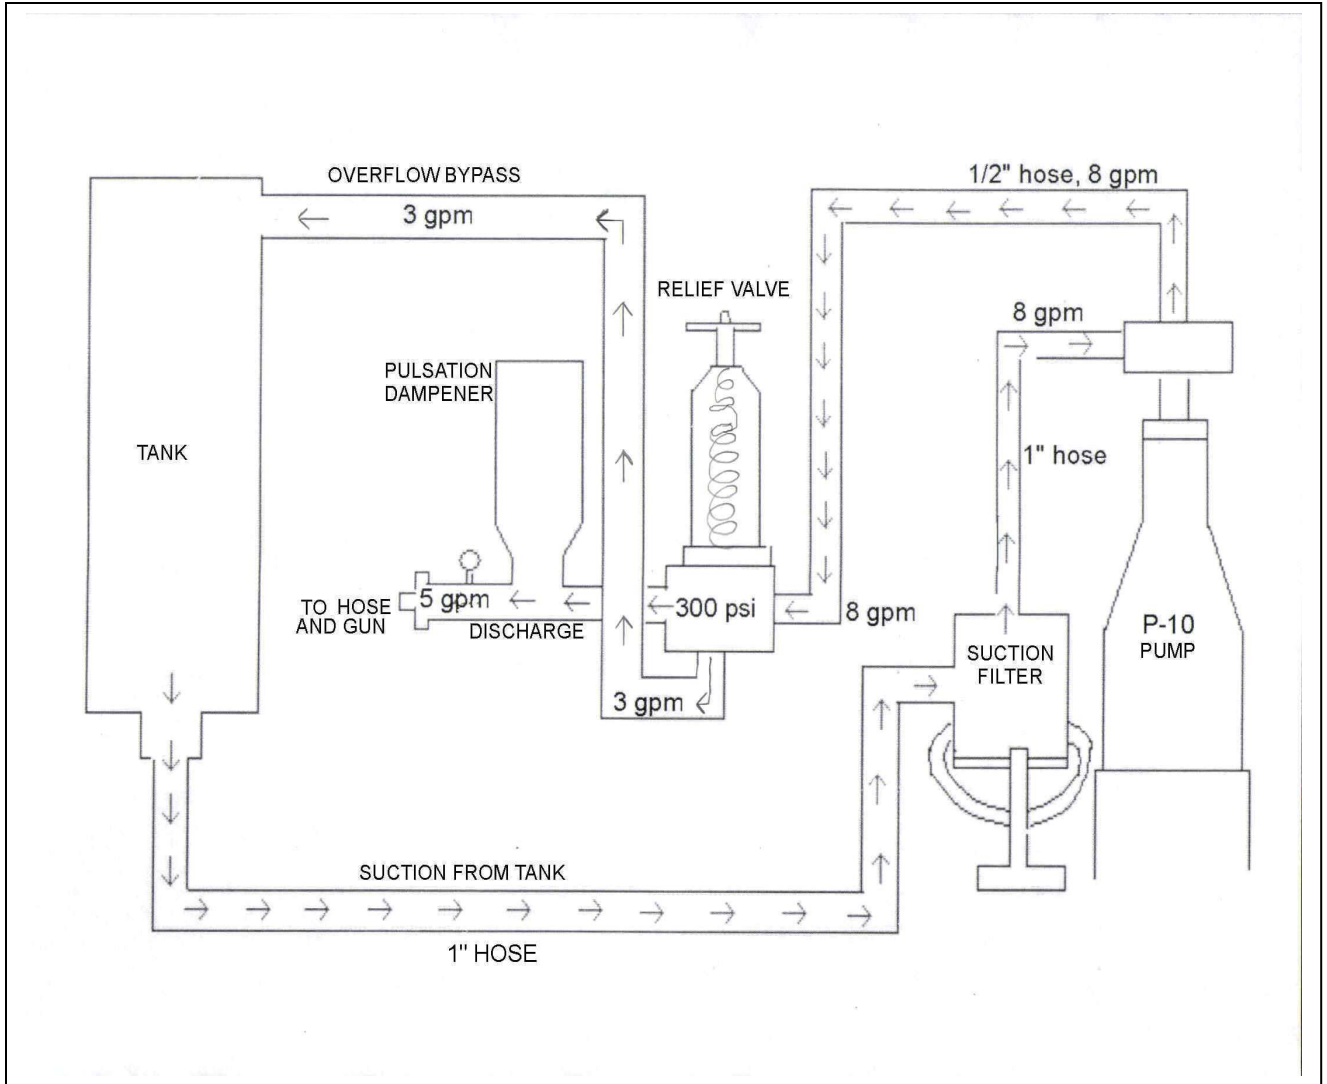 OVERFLOW BYPASS
3 gpm
1/2" hose, 8 gpm
RELIEF VALVE
8 gpm
PULSATION
DAMPENER
TANK
1" hose
5 gpm
TO HOSE
AND GUN
DISCHARGE
300 psi
8 gpm
P-10
PUMP
SUCTION
FILTER
3 gpm
SUCTION FROM TANK
1" HOSE